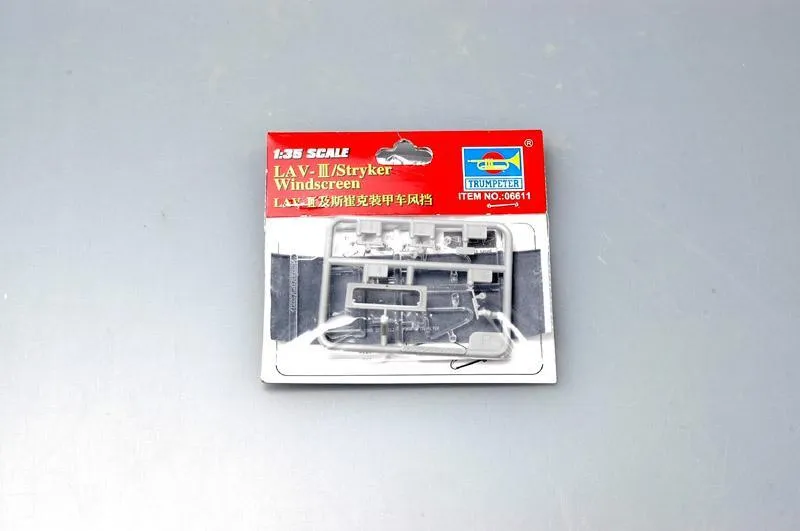 1:35 SCALE
LAV-Ⅲ/Stryker
Windscreen
LAV-Ⅲ及斯崔克装甲车风挡
®
TRUMPETER
ITEM NO.:06611